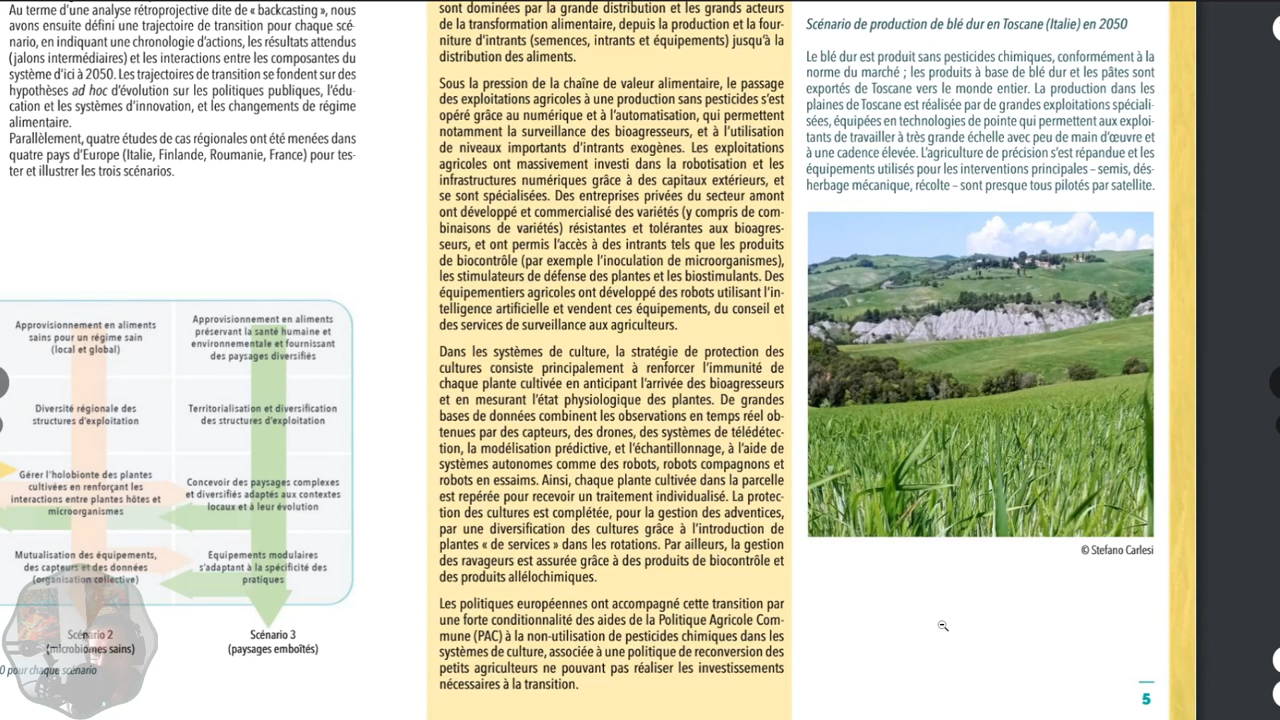 Au terme d'une analyse rétroprojective dite de « backcasting », nous
avons ensuite défini une trajectoire de transition pour chaque scé-
nario, en indiquant une chronologie d'actions, les résultats attendus
(jalons intermédiaires) et les interactions entre les composantes du
système d'ici à 2050. Les trajectoires de transition se fondent sur des
hypothèses ad hoc d'évolution sur les politiques publiques, l'édu-
cation et les systèmes d'innovation, et les changements de régime
alimentaire.
Parallèlement, quatre études de cas régionales ont été menées dans
quatre pays d'Europe (Italie, Finlande, Roumanie, France) pour tes-
ter et illustrer les trois scénarios.
Approvisionnement en aliments
sains pour un régime sain
(local et global)
Approvisionnement en aliments
préservant la santé humaine et
environnementale et fournissant
des paysages diversifiés
Diversité régionale des
structures d'exploitation
Territorialisation et diversification
des structures d'exploitation
Gérer l'holobionte des plantes
cultivées en renforçant les
interactions entre plantes hôtes et
microorganismes
Concevoir des paysages complexes
et diversifiés adaptés aux contextes
locaux et à leur évolution
Mutualisation des équipements,
des capteurs et des données
(organisation collective)
Equipements modulaires
s'adaptant à la spécificité des
pratiques
Scénario 2
(microbiomes sains)
Scénario 3
(paysages emboîtés)
0 pour chaque scénario
sont dominées par la grande distribution et les grands acteurs
de la transformation alimentaire, depuis la production et la four-
niture d'intrants (semences, intrants et équipements) jusqu'à la
distribution des aliments.
Sous la pression de la chaîne de valeur alimentaire, le passage
des exploitations agricoles à une production sans pesticides s'est
opéré grâce au numérique et à l'automatisation, qui permettent
notamment la surveillance des bioagresseurs, et à l'utilisation
de niveaux importants d'intrants exogènes. Les exploitations
agricoles ont massivement investi dans la robotisation et les
infrastructures numériques grâce à des capitaux extérieurs, et
se sont spécialisées. Des entreprises privées du secteur amont
ont développé et commercialisé des variétés (y compris de com-
binaisons de variétés) résistantes et tolérantes aux bioagres-
seurs, et ont permis l'accès à des intrants tels que les produits
de biocontrôle (par exemple l'inoculation de microorganismes),
les stimulateurs de défense des plantes et les biostimulants. Des
équipementiers agricoles ont développé des robots utilisant l'in-
telligence artificielle et vendent ces équipements, du conseil et
des services de surveillance aux agriculteurs.
Dans les systèmes de culture, la stratégie de protection des
cultures consiste principalement à renforcer l'immunité de
chaque plante cultivée en anticipant l'arrivée des bioagresseurs
et en mesurant l'état physiologique des plantes. De grandes
bases de données combinent les observations en temps réel ob-
tenues par des capteurs, des drones, des systèmes de télédétec-
tion, la modélisation prédictive, et l'échantillonnage, à l'aide de
systèmes autonomes comme des robots, robots compagnons et
robots en essaims. Ainsi, chaque plante cultivée dans la parcelle
est repérée pour recevoir un traitement individualisé. La protec-
tion des cultures est complétée, pour la gestion des adventices,
par une diversification des cultures grâce à l'introduction de
plantes « de services » dans les rotations. Par ailleurs, la gestion
des ravageurs est assurée grâce à des produits de biocontrôle et
des produits allélochimiques.
Les politiques européennes ont accompagné cette transition par
une forte conditionnalité des aides de la Politique Agricole Com-
mune (PAC) à la non-utilisation de pesticides chimiques dans les
systèmes de culture, associée à une politique de reconversion des
petits agriculteurs ne pouvant pas réaliser les investissements
nécessaires à la transition.
Scénario de production de blé dur en Toscane (Italie) en 2050
Le blé dur est produit sans pesticides chimiques, conformément à la
norme du marché ; les produits à base de blé dur et les pâtes sont
exportés de Toscane vers le monde entier. La production dans les
plaines de Toscane est réalisée par de grandes exploitations spéciali-
sées, équipées en technologies de pointe qui permettent aux exploi-
tants de travailler à très grande échelle avec peu de main d'œuvre et
à une cadence élevée. L'agriculture de précision s'est répandue et les
équipements utilisés pour les interventions principales – semis, dés-
herbage mécanique, récolte – sont presque tous pilotés par satellite.
© Stefano Carlesi
5